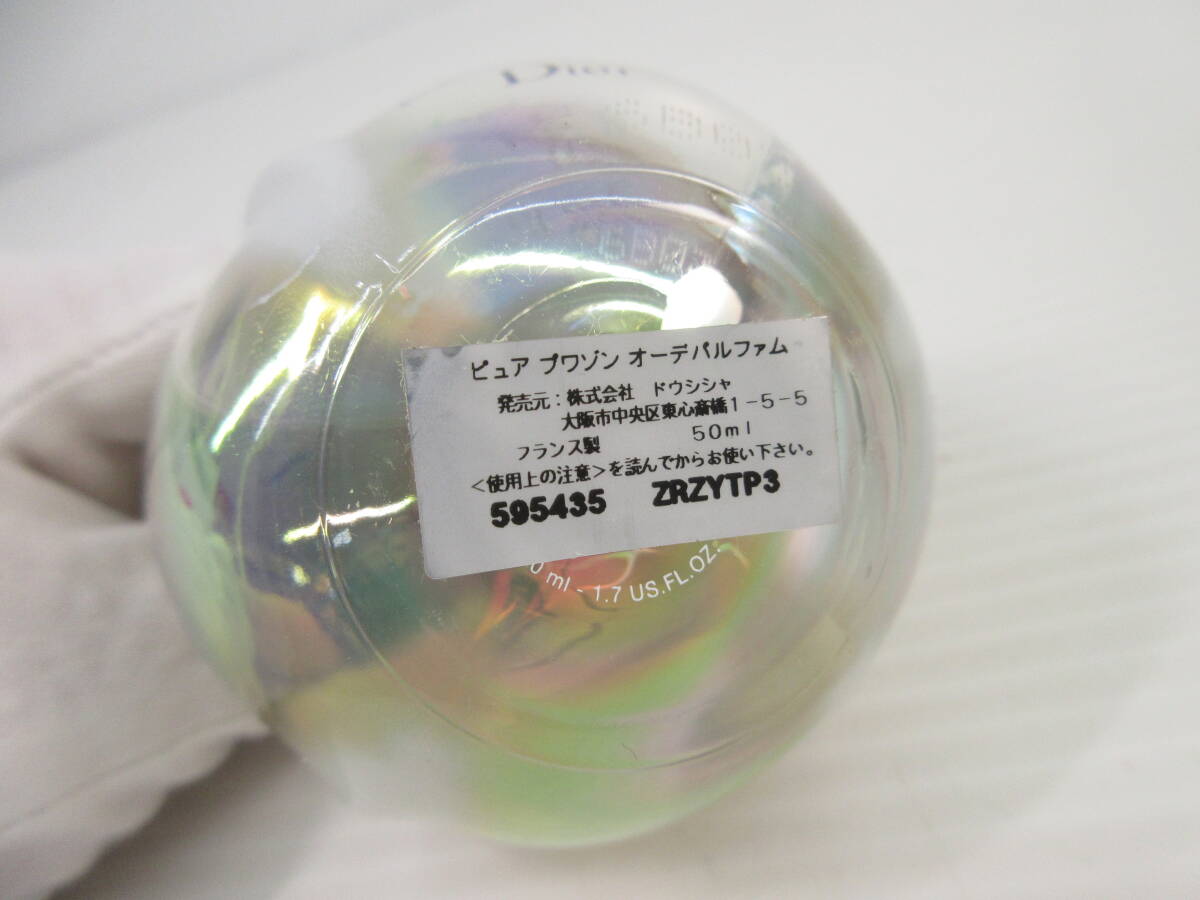 Dior
ピュア プワゾン オーデパルファム
発売元：株式会社 ドウシシャ
大阪市中央区東心斎橋1-5-5
フランス製 50ml
<使用上の注意>を読んでからお使い下さい。
595435 ZRZYTP3
0 ml - 1.7 US.FL.OZ.